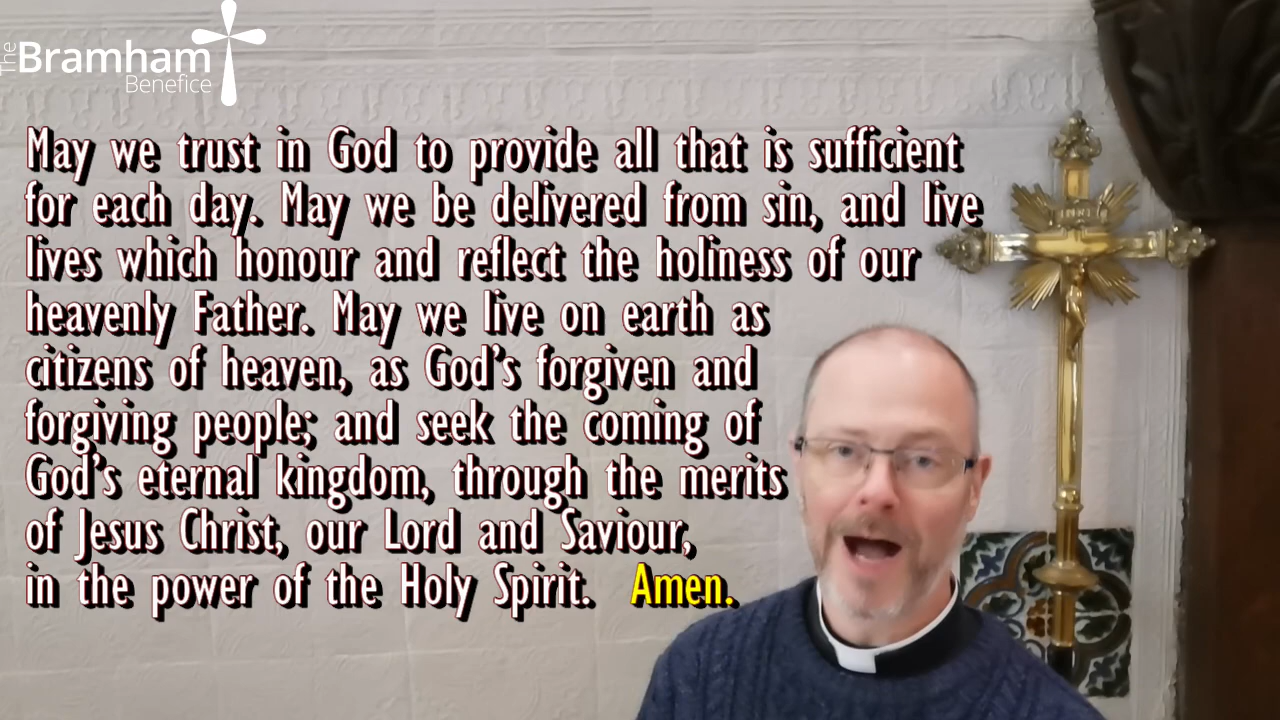 The
Bramham
Benefice
May we trust in God to provide all that is sufficient
for each day. May we be delivered from sin, and live
lives which honour and reflect the holiness of our
heavenly Father. May we live on earth as
citizens of heaven, as God's forgiven and
forgiving people; and seek the coming of
God's eternal kingdom, through the merits
of Jesus Christ, our Lord and Saviour,
in the power of the Holy Spirit. Amen.
INRI